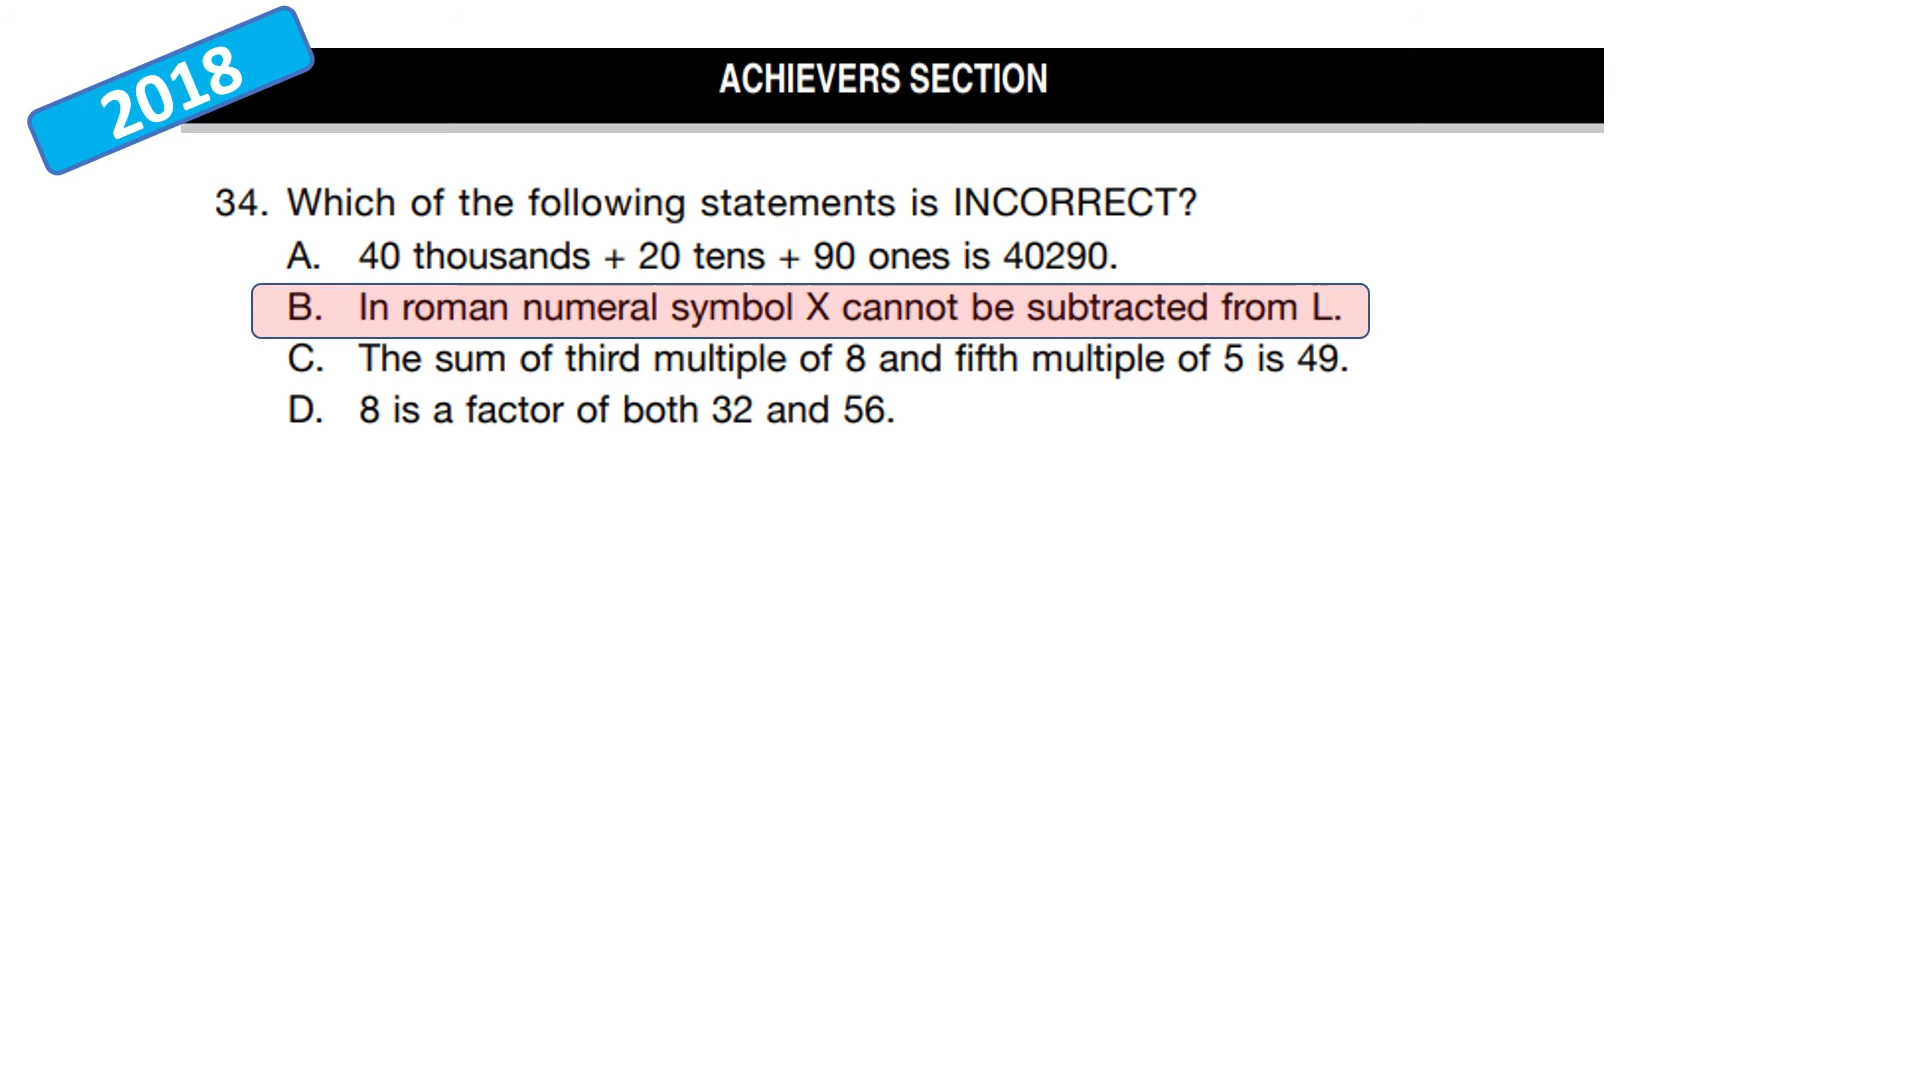 2018
ACHIEVERS SECTION
34. Which of the following statements is INCORRECT?
A. 40 thousands + 20 tens + 90 ones is 40290.
B. In roman numeral symbol X cannot be subtracted from L.
C. The sum of third multiple of 8 and fifth multiple of 5 is 49.
D. 8 is a factor of both 32 and 56.